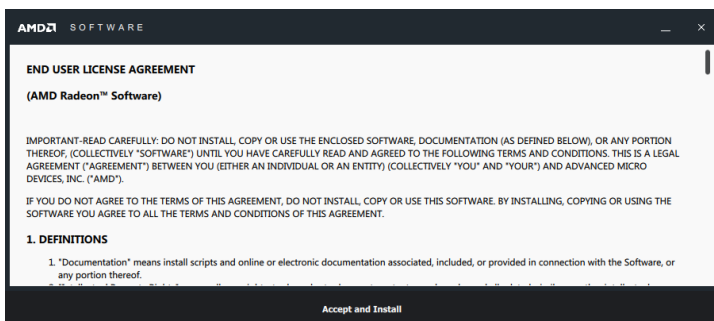 AMD SOFTWARE
END USER LICENSE AGREEMENT
(AMD Radeon™ Software)
IMPORTANT-READ CAREFULLY: DO NOT INSTALL, COPY OR USE THE ENCLOSED SOFTWARE, DOCUMENTATION (AS DEFINED BELOW), OR ANY PORTION
THEREOF, (COLLECTIVELY "SOFTWARE") UNTIL YOU HAVE CAREFULLY READ AND AGREED TO THE FOLLOWING TERMS AND CONDITIONS. THIS IS A LEGAL
AGREEMENT ("AGREEMENT") BETWEEN YOU (EITHER AN INDIVIDUAL OR AN ENTITY) (COLLECTIVELY "YOU" AND "YOUR") AND ADVANCED MICRO
DEVICES, INC. ("AMD").
IF YOU DO NOT AGREE TO THE TERMS OF THIS AGREEMENT, DO NOT INSTALL, COPY OR USE THIS SOFTWARE. BY INSTALLING, COPYING OR USING THE
SOFTWARE YOU AGREE TO ALL THE TERMS AND CONDITIONS OF THIS AGREEMENT.
1. DEFINITIONS
1. "Documentation" means install scripts and online or electronic documentation associated, included, or provided in connection with the Software, or
any portion thereof.
Accept and Install